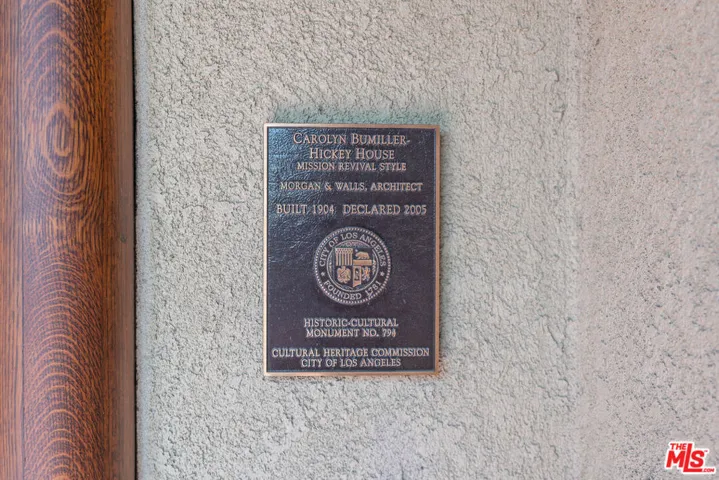 CAROLYN BUMILLER-
HICKEY HOUSE
MISSION REVIVAL STYLE
MORGAN & WALLS, ARCHITECT
BUILT 1904 DECLARED 2005
CITY OF LOS ANGELES
FOUNDED 1781
HISTORIC-CULTURAL
MONUMENT NO. 794
CULTURAL HERITAGE COMMISSION
CITY OF LOS ANGELES
THE
MLS
.COM